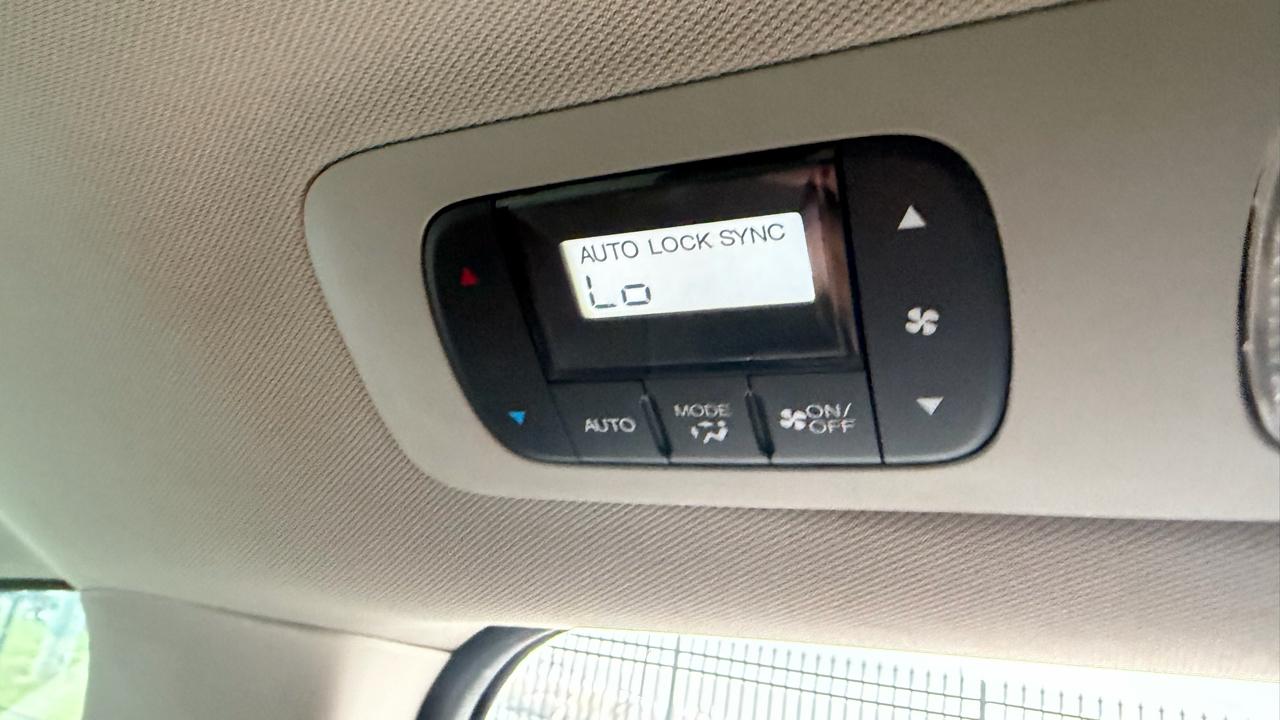 AUTO LOCK SYNC
Lo
AUTO
MODE
ON/
OFF